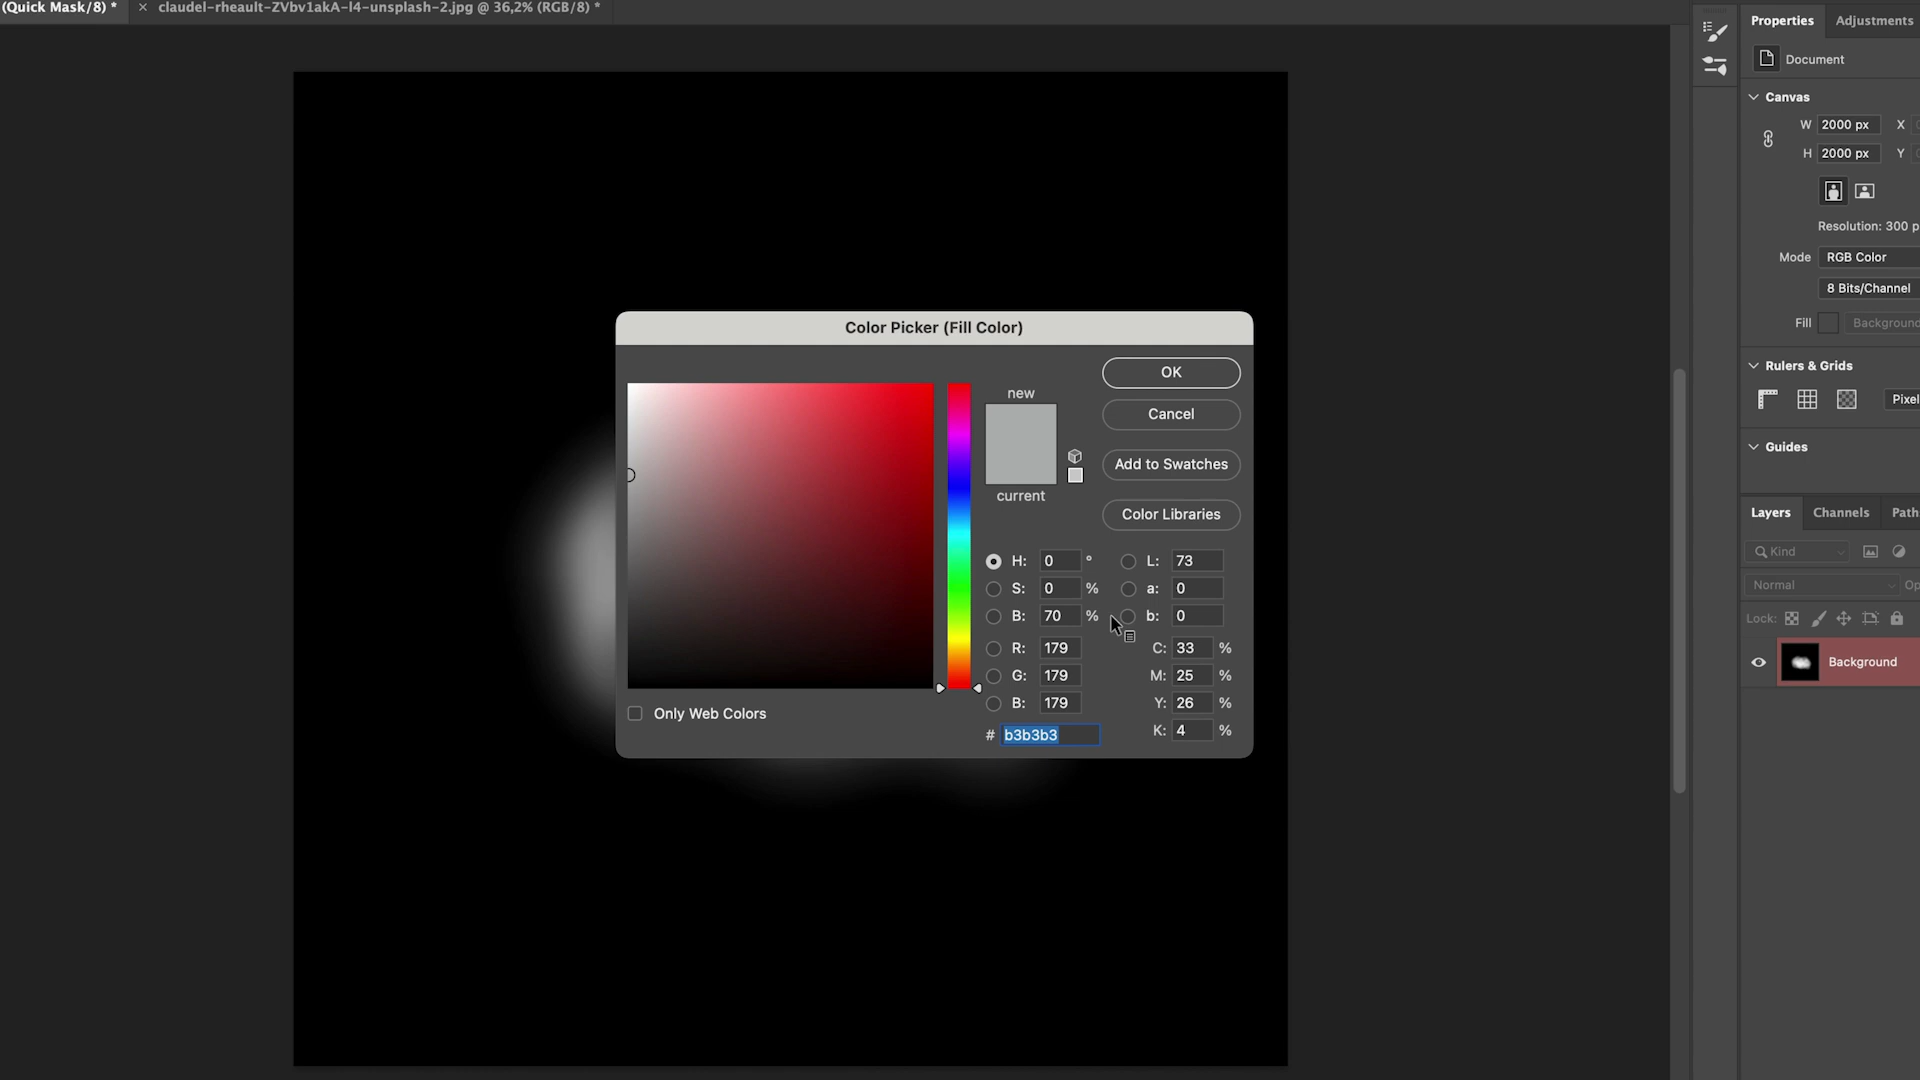 (Quick Mask/8) *
× claudel-rheault-ZVbv1akA-l4-unsplash-2.jpg @ 36,2% (RGB/8) *
Properties
Adjustments
Document
Canvas
W 2000 px X
H 2000 px Y
Resolution: 300 p
Mode RGB Color
8 Bits/Channel
Fill Background
Rulers & Grids
Pixel
Guides
Layers Channels Path
Kind
Normal Op
Lock:
Background
Color Picker (Fill Color)
new
current
OK
Cancel
Add to Swatches
Color Libraries
H: 0 ° L: 73
S: 0 % a: 0
B: 70 % b: 0
R: 179 C: 33 %
G: 179 M: 25 %
B: 179 Y: 26 %
# b3b3b3 K: 4 %
Only Web Colors